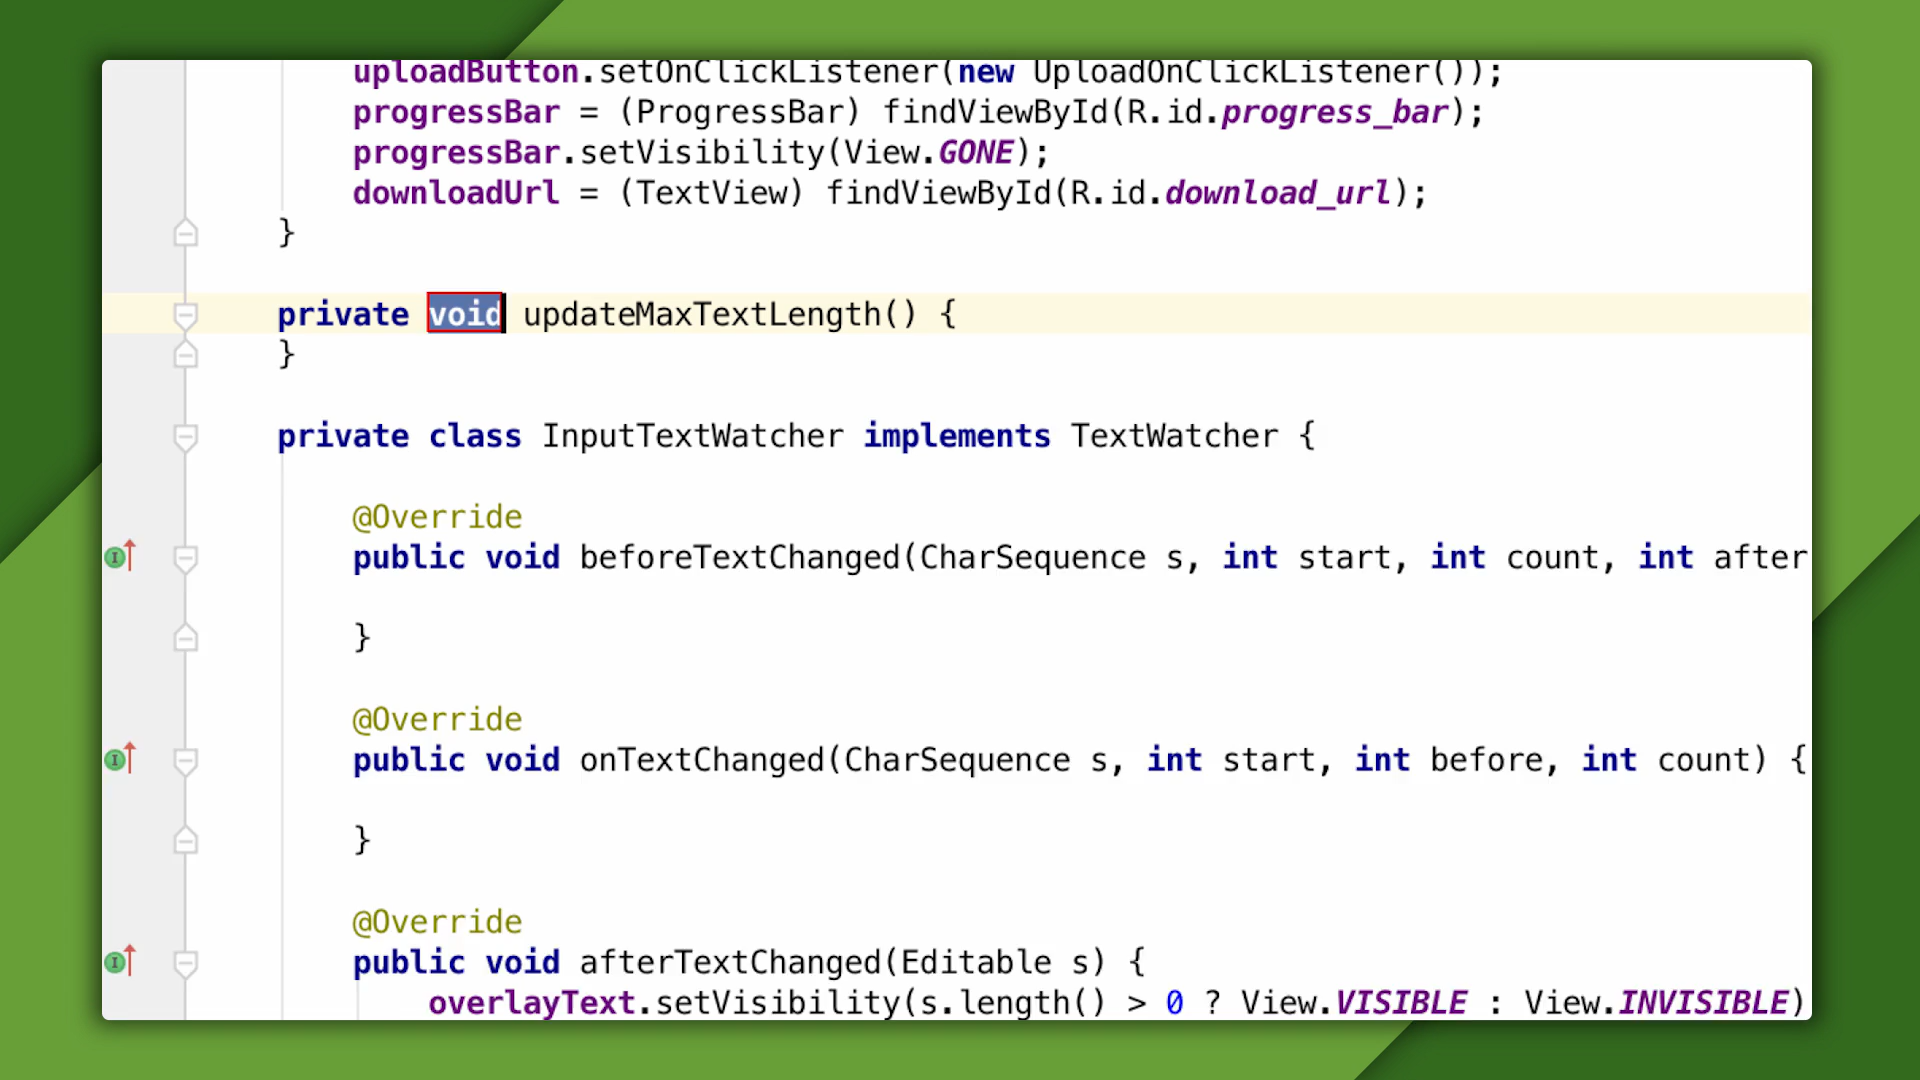 uploadButton.setOnClickListener(new UploadOnClickListener());
progressBar = (ProgressBar) findViewById(R.id.progress_bar);
progressBar.setVisibility(View.GONE);
downloadUrl = (TextView) findViewById(R.id.download_url);
}
private void updateMaxTextLength() {
}
private class InputTextWatcher implements TextWatcher {
@Override
public void beforeTextChanged(CharSequence s, int start, int count, int after
}
@Override
public void onTextChanged(CharSequence s, int start, int before, int count) {
}
@Override
public void afterTextChanged(Editable s) {
overlayText.setVisibility(s.length() > 0 ? View.VISIBLE : View.INVISIBLE)